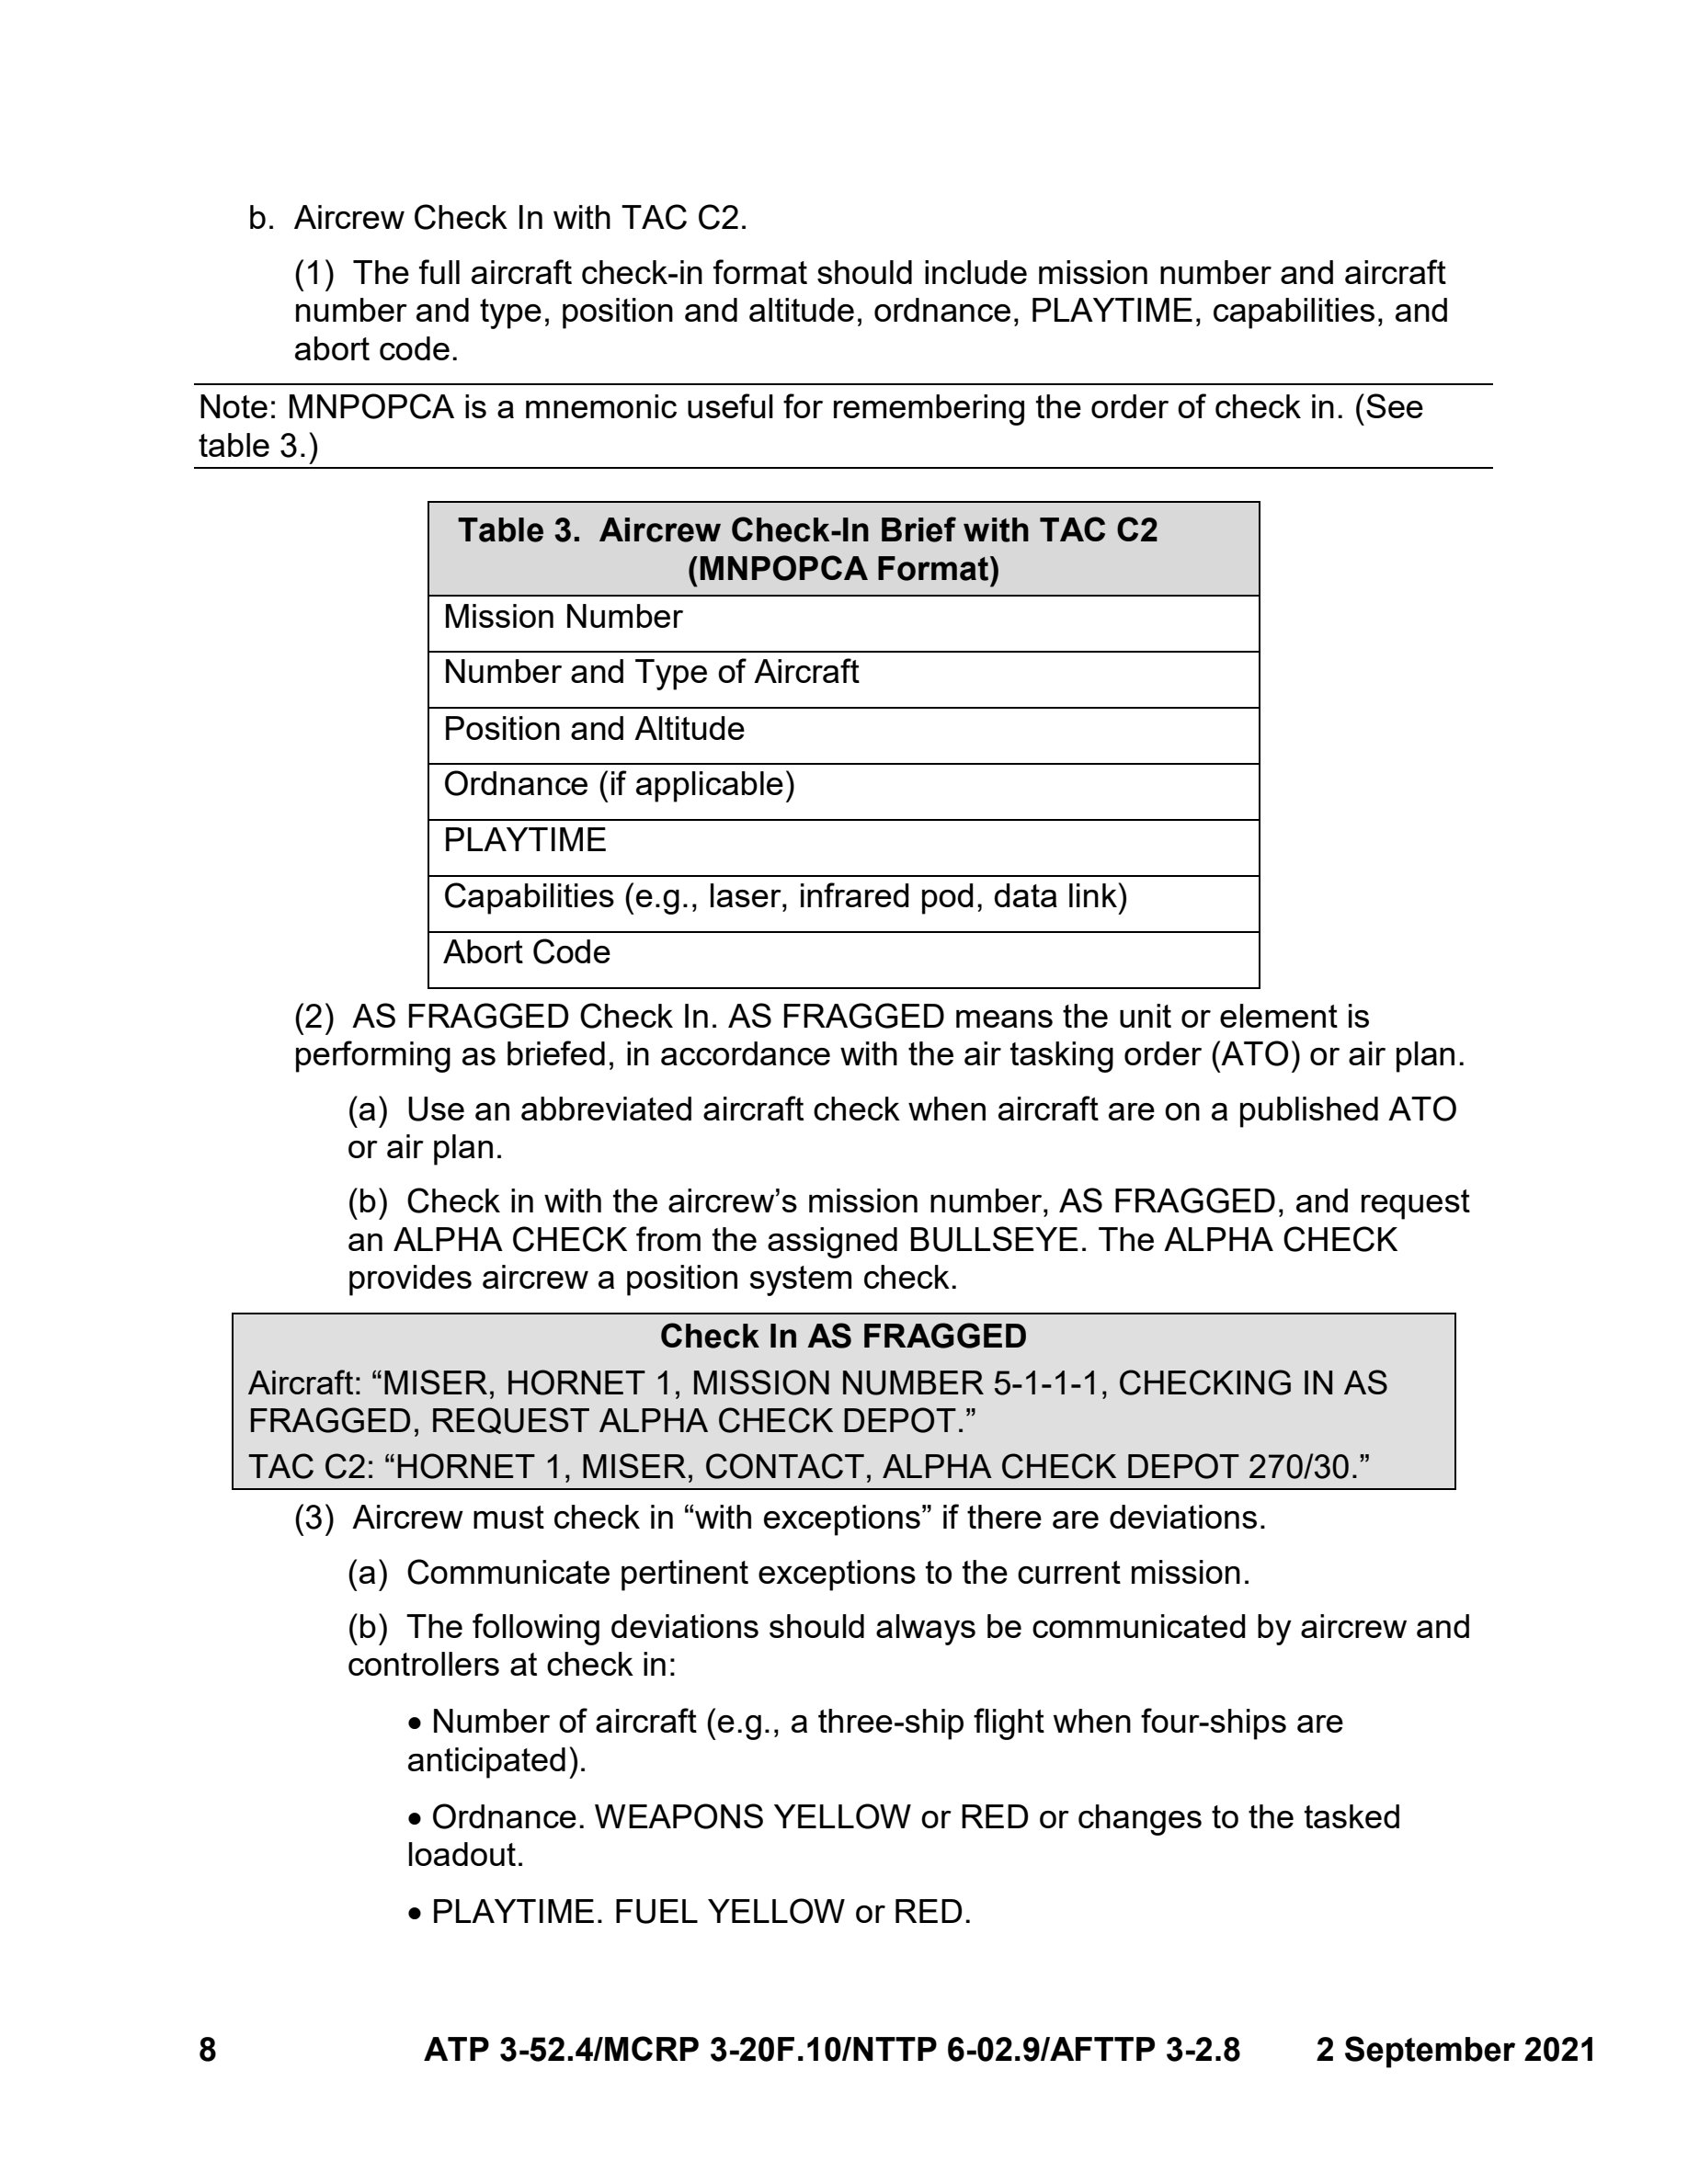 b. Aircrew Check In with TAC C2.
(1) The full aircraft check-in format should include mission number and aircraft
number and type, position and altitude, ordnance, PLAYTIME, capabilities, and
abort code.
Note: MNPOPCA is a mnemonic useful for remembering the order of check in. (See
table 3.)
Table 3. Aircrew Check-In Brief with TAC C2
(MNPOPCA Format)
Mission Number
Number and Type of Aircraft
Position and Altitude
Ordnance (if applicable)
PLAYTIME
Capabilities (e.g., laser, infrared pod, data link)
Abort Code
(2) AS FRAGGED Check In. AS FRAGGED means the unit or element is
performing as briefed, in accordance with the air tasking order (ATO) or air plan.
(a) Use an abbreviated aircraft check when aircraft are on a published ATO
or air plan.
(b) Check in with the aircrew’s mission number, AS FRAGGED, and request
an ALPHA CHECK from the assigned BULLSEYE. The ALPHA CHECK
provides aircrew a position system check.
Check In AS FRAGGED
Aircraft: “MISER, HORNET 1, MISSION NUMBER 5-1-1-1, CHECKING IN AS
FRAGGED, REQUEST ALPHA CHECK DEPOT.”
TAC C2: “HORNET 1, MISER, CONTACT, ALPHA CHECK DEPOT 270/30.”
(3) Aircrew must check in “with exceptions” if there are deviations.
(a) Communicate pertinent exceptions to the current mission.
(b) The following deviations should always be communicated by aircrew and
controllers at check in:
• Number of aircraft (e.g., a three-ship flight when four-ships are
anticipated).
• Ordnance. WEAPONS YELLOW or RED or changes to the tasked
loadout.
• PLAYTIME. FUEL YELLOW or RED.
8 ATP 3-52.4/MCRP 3-20F.10/NTTP 6-02.9/AFTTP 3-2.8 2 September 2021